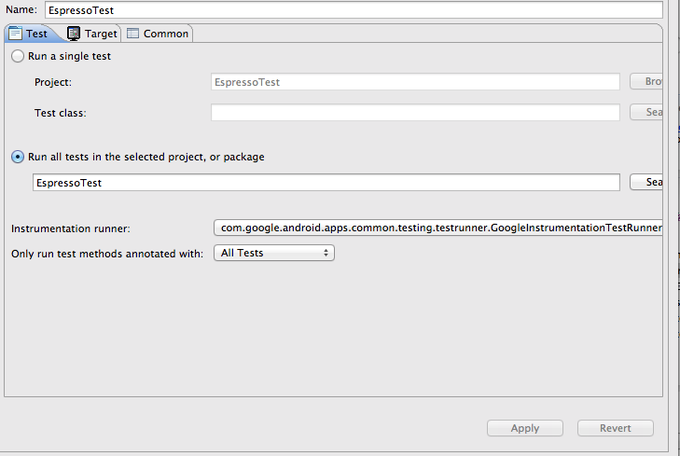 Name: EspressoTest
Test Target Common
Run a single test
Project: EspressoTest Bro
Test class: Sea
Run all tests in the selected project, or package
EspressoTest Sea
Instrumentation runner: com.google.android.apps.common.testing.testrunner.GoogleInstrumentationTestRunner
Only run test methods annotated with: All Tests
Apply Revert